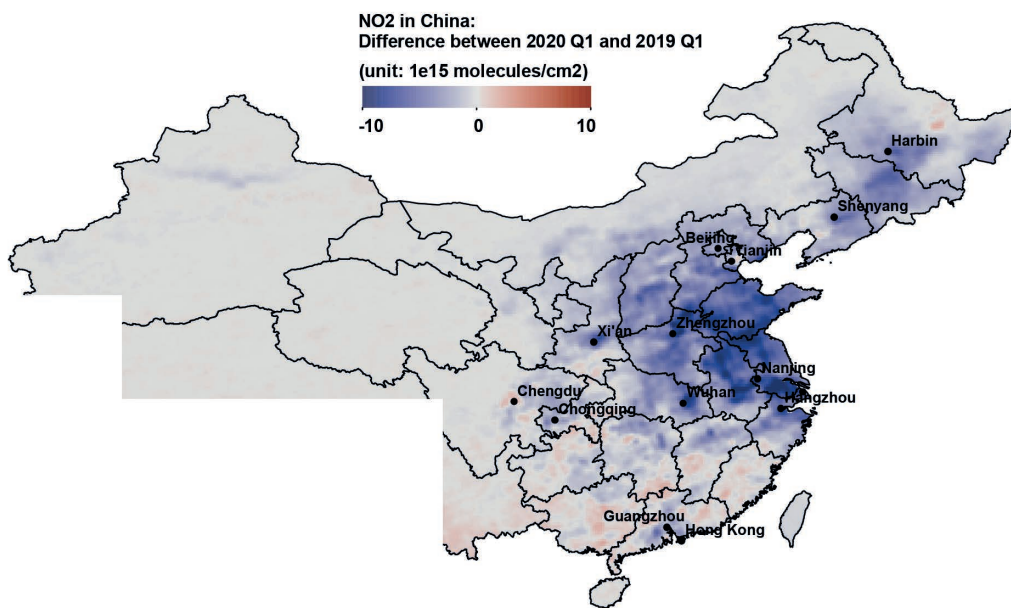 NO2 in China:
Difference between 2020 Q1 and 2019 Q1
(unit: 1e15 molecules/cm2)
-10 0 10
Harbin
Shenyang
Beijing
Tianjin
Zhengzhou
Xi'an
Nanjing
Chengdu
Wuhan
Hangzhou
Chongqing
Guangzhou
Hong Kong